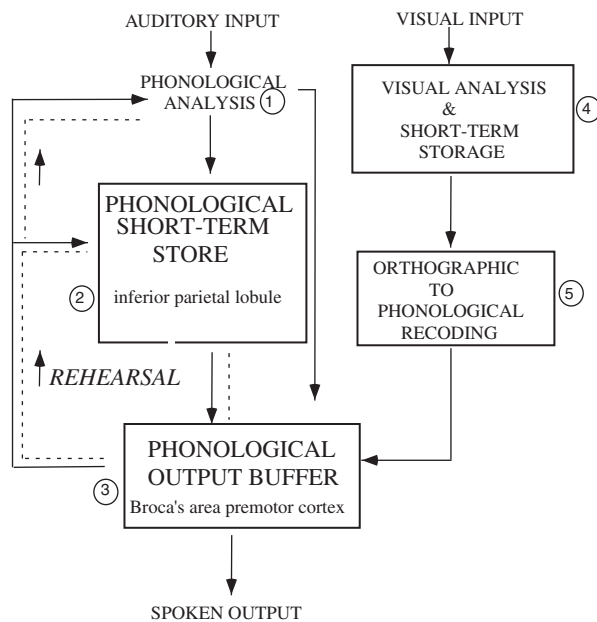 AUDITORY INPUT
PHONOLOGICAL
ANALYSIS 1
PHONOLOGICAL
SHORT-TERM
STORE
2 inferior parietal lobule
REHEARSAL
PHONOLOGICAL
OUTPUT BUFFER
3 Broca's area premotor cortex
SPOKEN OUTPUT
VISUAL INPUT
VISUAL ANALYSIS
&
SHORT-TERM
STORAGE
4
ORTHOGRAPHIC
TO
PHONOLOGICAL
RECODING
5